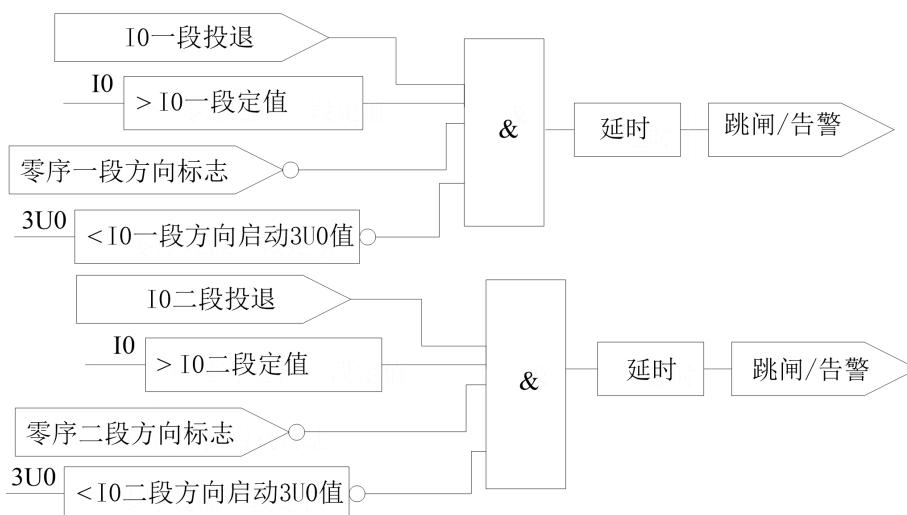 I0一段投退
I0
>I0一段定值
&
延时
跳闸/告警
零序一段方向标志
3U0
<I0一段方向启动3U0值
I0二段投退
I0
>I0二段定值
&
延时
跳闸/告警
零序二段方向标志
3U0
<I0二段方向启动3U0值